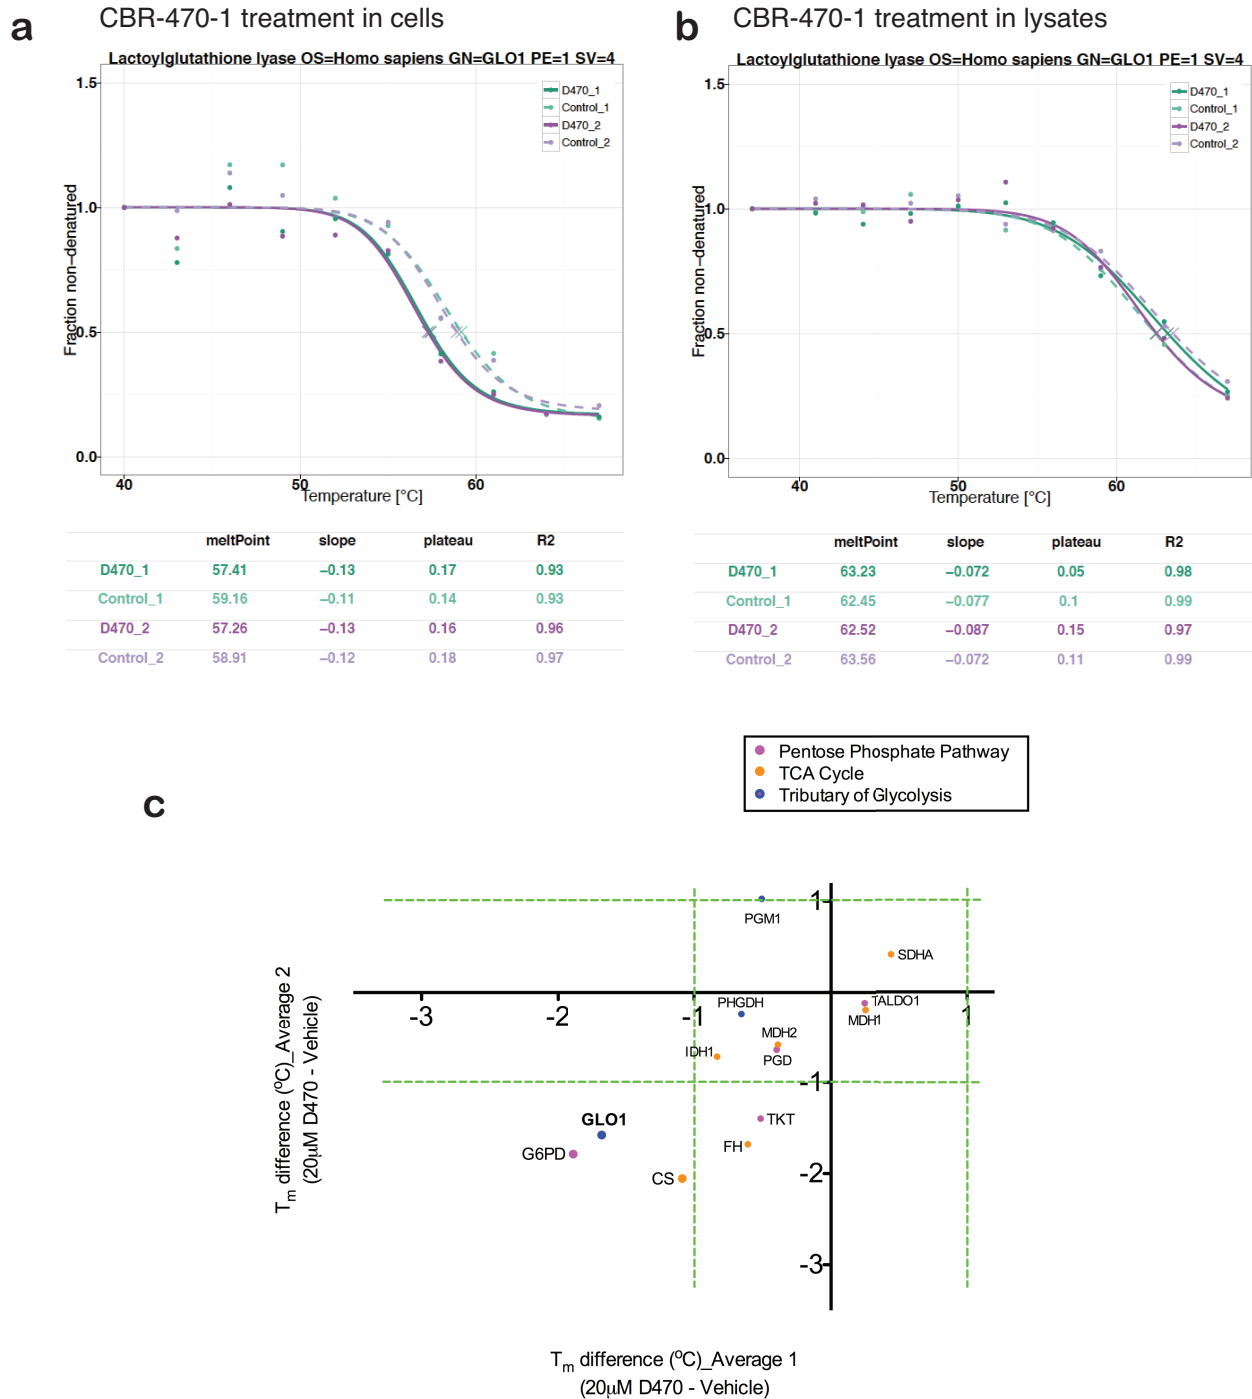 a
CBR-470-1 treatment in cells
Lactoylglutathione lyase OS=Homo sapiens GN=GLO1 PE=1 SV=4
1.5
1.0
0.5
0.0
Fraction non−denatured
D470_1
Control_1
D470_2
Control_2
40
50
60
Temperature [°C]
meltPoint slope plateau R2
D470_1 57.41 −0.13 0.17 0.93
Control_1 59.16 −0.11 0.14 0.93
D470_2 57.26 −0.13 0.16 0.96
Control_2 58.91 −0.12 0.18 0.97
b
CBR-470-1 treatment in lysates
Lactoylglutathione lyase OS=Homo sapiens GN=GLO1 PE=1 SV=4
1.5
1.0
0.5
0.0
Fraction non−denatured
D470_1
Control_1
D470_2
Control_2
40
50
60
Temperature [°C]
meltPoint slope plateau R2
D470_1 63.23 −0.072 0.05 0.98
Control_1 62.45 −0.077 0.1 0.99
D470_2 62.52 −0.087 0.15 0.97
Control_2 63.56 −0.072 0.11 0.99
c
Pentose Phosphate Pathway
TCA Cycle
Tributary of Glycolysis
1
PGM1
SDHA
-3
-2
-1
1
PHGDH
TALDO1
MDH1
MDH2
IDH1
PGD
-1
GLO1
TKT
G6PD
FH
CS
-2
-3
Tm difference (°C)_Average 2
(20µM D470 - Vehicle)
Tm difference (°C)_Average 1
(20µM D470 - Vehicle)